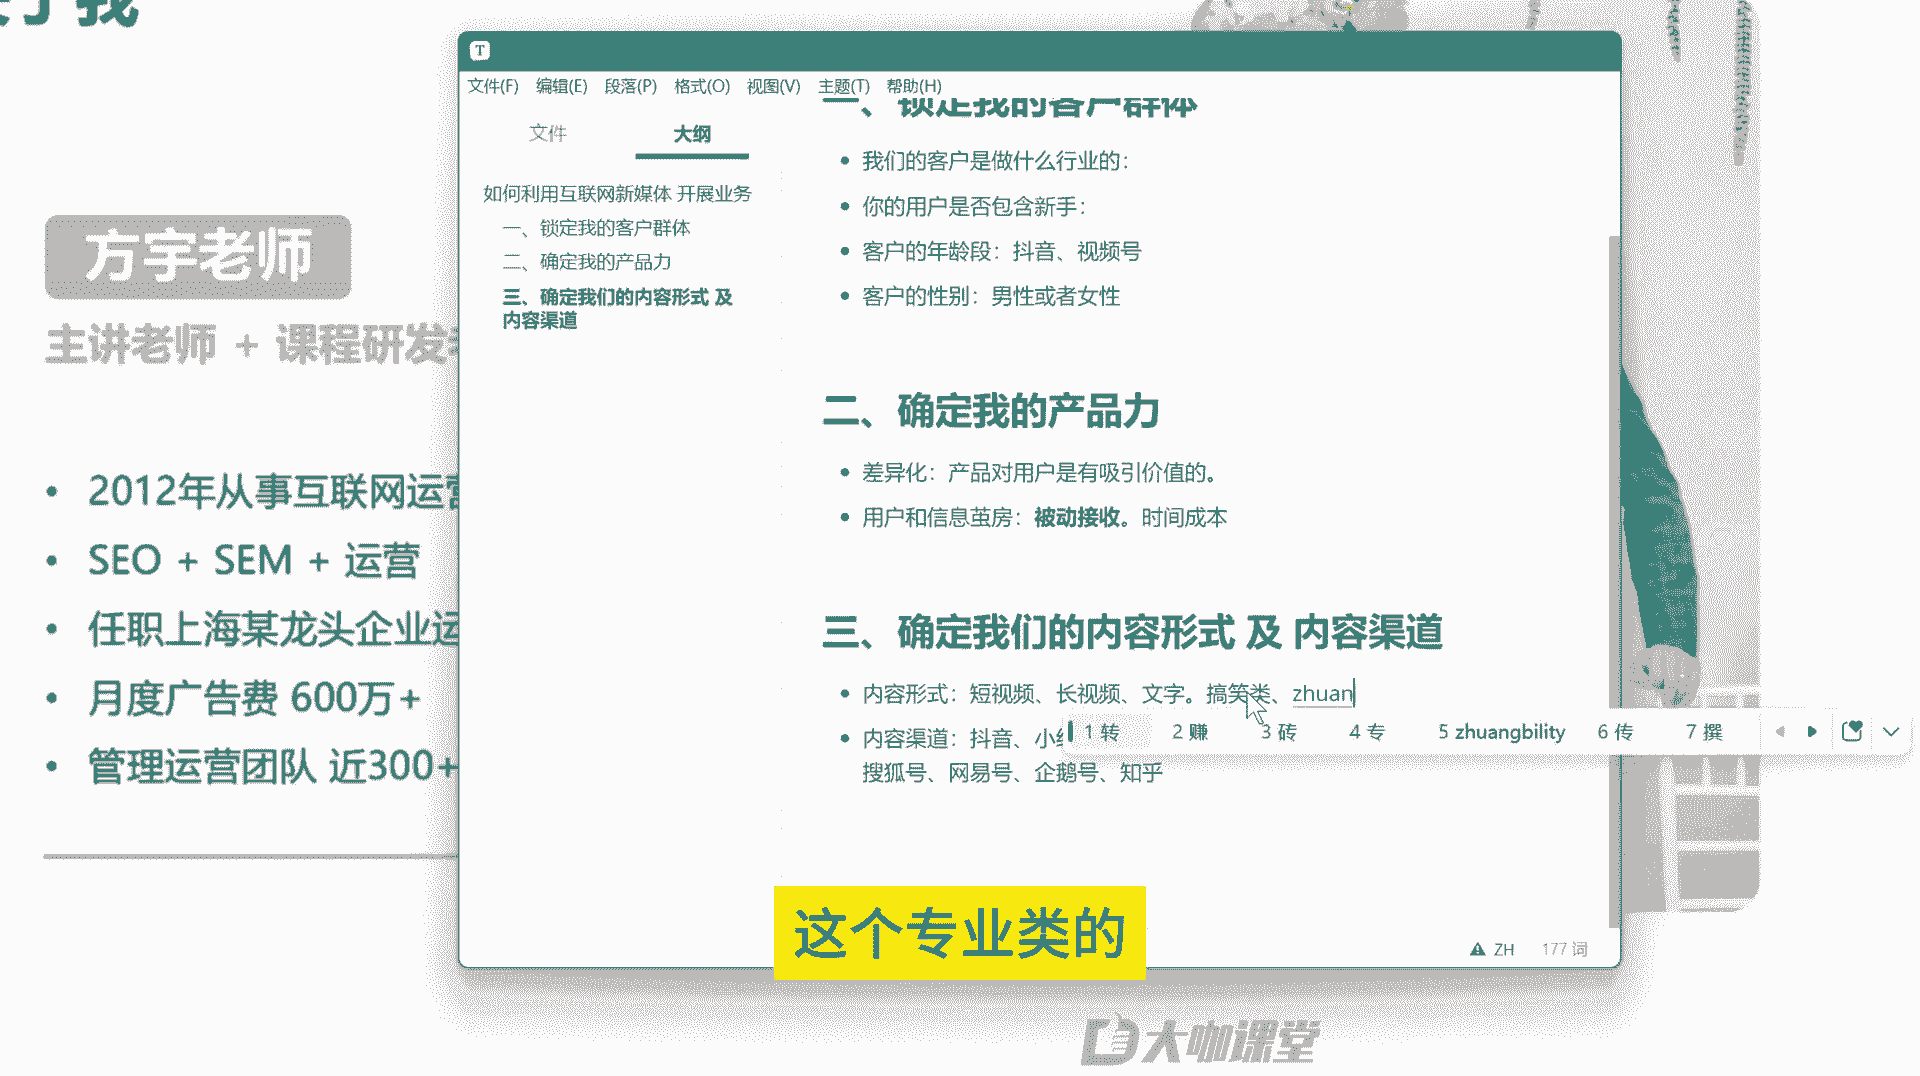 我
方宇老师
主讲老师 + 课程研发
2012年从事互联网运营
SEO + SEM + 运营
任职上海某龙头企业运
月度广告费 600万+
管理运营团队 近300+
T
文件(F) 编辑(E) 段落(P) 格式(O) 视图(V) 主题(T) 帮助(H)
文件 大纲
如何利用互联网新媒体 开展业务
一、锁定我的客户群体
二、确定我的产品力
三、确定我们的内容形式 及
内容渠道
一、锁定我的客户群体
我们的客户是做什么行业的：
你的用户是否包含新手：
客户的年龄段：抖音、视频号
客户的性别：男性或者女性
二、确定我的产品力
差异化：产品对用户是有吸引价值的。
用户和信息茧房：被动接收。时间成本
三、确定我们的内容形式 及 内容渠道
内容形式：短视频、长视频、文字。搞笑类、zhuan
1 转 2 赚 3 砖 4 专 5 zhuangbility 6 传 7 撰
内容渠道：抖音、小
搜狐号、网易号、企鹅号、知乎
ZH 177 词
这个专业类的
大咖课堂